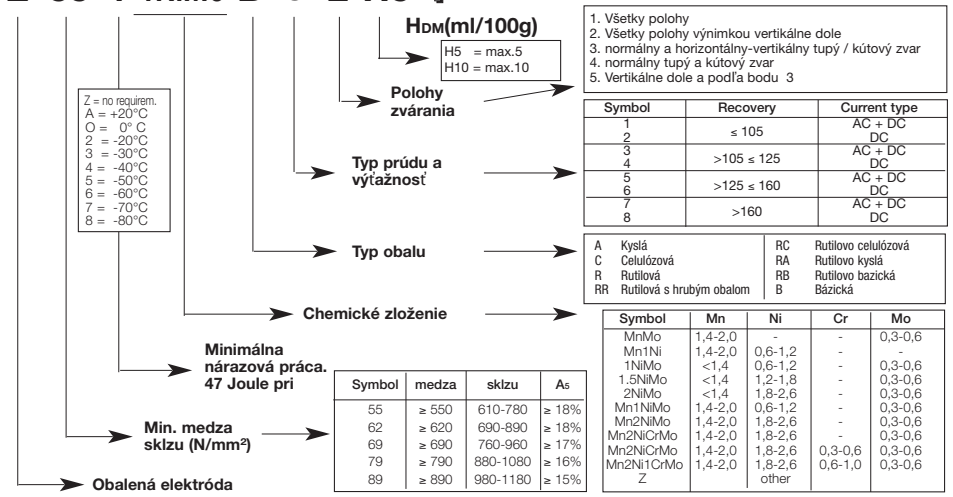 HDM(ml/100g)
H5 = max.5
H10 = max.10
1. Všetky polohy
2. Všetky polohy výnimkou vertikálne dole
3. normálny a horizontálny-vertikálny tupý / kútový zvar
4. normálny tupý a kútový zvar
5. Vertikálne dole a podľa bodu 3
Polohy
zvárania
Z = no requirem.
A = +20°C
O = 0° C
2 = -20°C
3 = -30°C
4 = -40°C
5 = -50°C
6 = -60°C
7 = -70°C
8 = -80°C
Symbol Recovery Current type
1 AC + DC
≤ 105
2 DC
3 AC + DC
>105 ≤ 125
4 DC
5 AC + DC
>125 ≤ 160
6 DC
7 AC + DC
>160
8 DC
Typ prúdu a
výťažnosť
Typ obalu
A Kyslá RC Rutilovo celulózová
C Celulózová RA Rutilovo kyslá
R Rutilová RB Rutilovo bazická
RR Rutilová s hrubým obalom B Bázická
Chemické zloženie
Symbol Mn Ni Cr Mo
MnMo 1,4-2,0 - - 0,3-0,6
Mn1Ni 1,4-2,0 0,6-1,2 - -
1NiMo <1,4 0,6-1,2 - 0,3-0,6
1.5NiMo <1,4 1,2-1,8 - 0,3-0,6
2NiMo <1,4 1,8-2,6 - 0,3-0,6
Mn1NiMo 1,4-2,0 0,6-1,2 - 0,3-0,6
Mn2NiMo 1,4-2,0 1,8-2,6 - 0,3-0,6
Mn2NiCrMo 1,4-2,0 1,8-2,6 - 0,3-0,6
Mn2NiCrMo 1,4-2,0 1,8-2,6 0,3-0,6 0,3-0,6
Mn2Ni1CrMo 1,4-2,0 1,8-2,6 0,6-1,0 0,3-0,6
Z other
Minimálna
nárazová práca.
47 Joule pri
Symbol medza sklzu A5
55 ≥ 550 610-780 ≥ 18%
62 ≥ 620 690-890 ≥ 18%
69 ≥ 690 760-960 ≥ 17%
79 ≥ 790 880-1080 ≥ 16%
89 ≥ 890 980-1180 ≥ 15%
Min. medza
sklzu (N/mm²)
Obalená elektróda